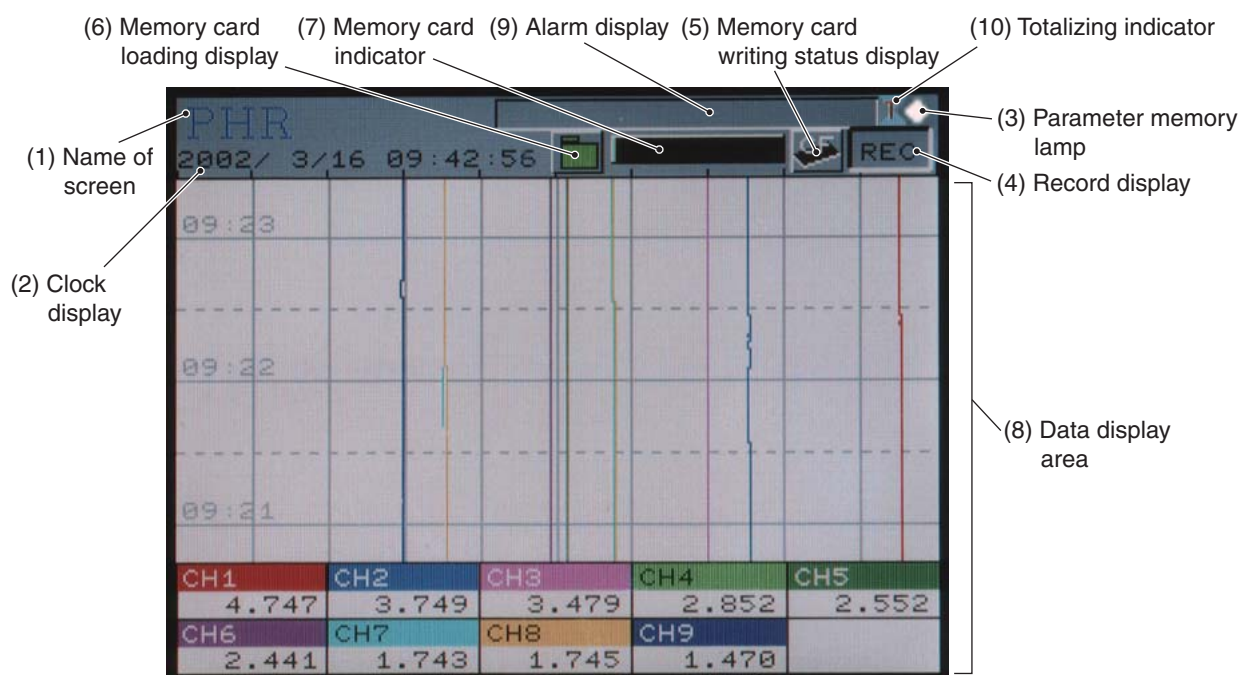 (6) Memory card loading display
(7) Memory card indicator
(9) Alarm display
(5) Memory card writing status display
(10) Totalizing indicator
(3) Parameter memory lamp
(1) Name of screen
(4) Record display
(2) Clock display
(8) Data display area
PHR
2002/ 3/16 09:42:56
REC
09:23
09:22
09:21
CH1 CH2 CH3 CH4 CH5
4.747 3.749 3.479 2.852 2.552
CH6 CH7 CH8 CH9
2.441 1.743 1.745 1.470